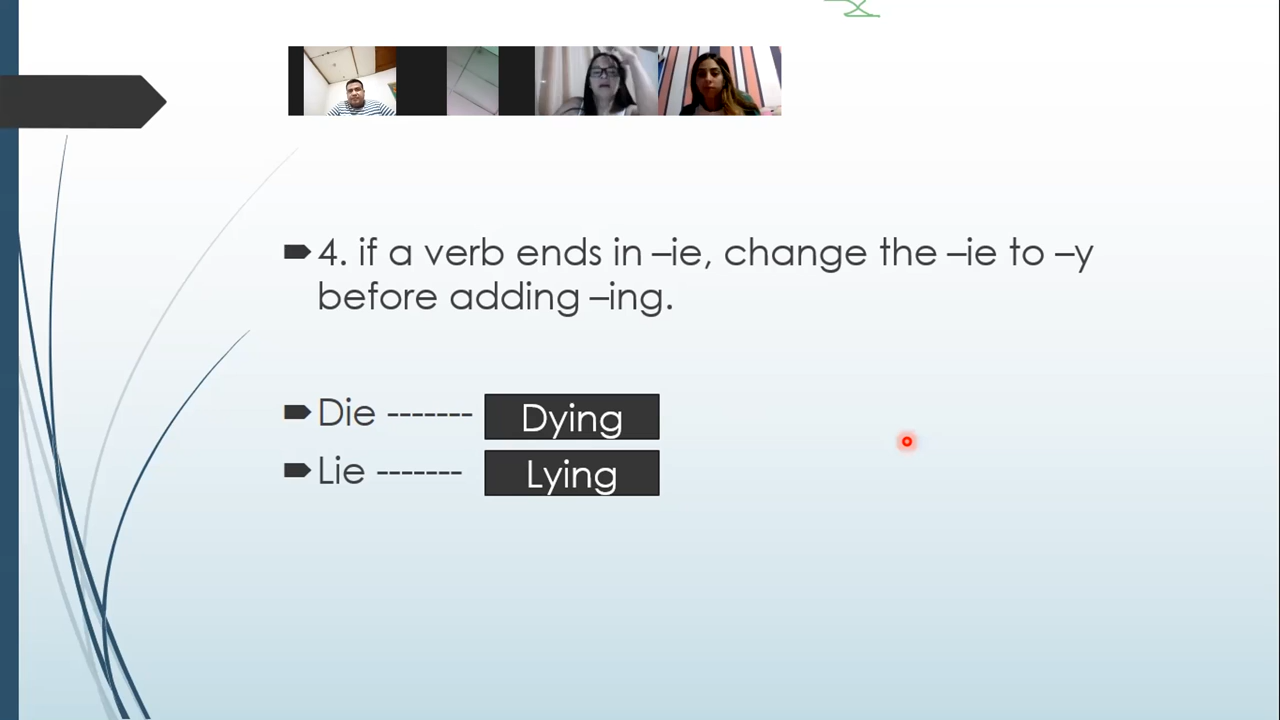 4. if a verb ends in –ie, change the –ie to –y
before adding –ing.
Die ------- Dying
Lie ------- Lying